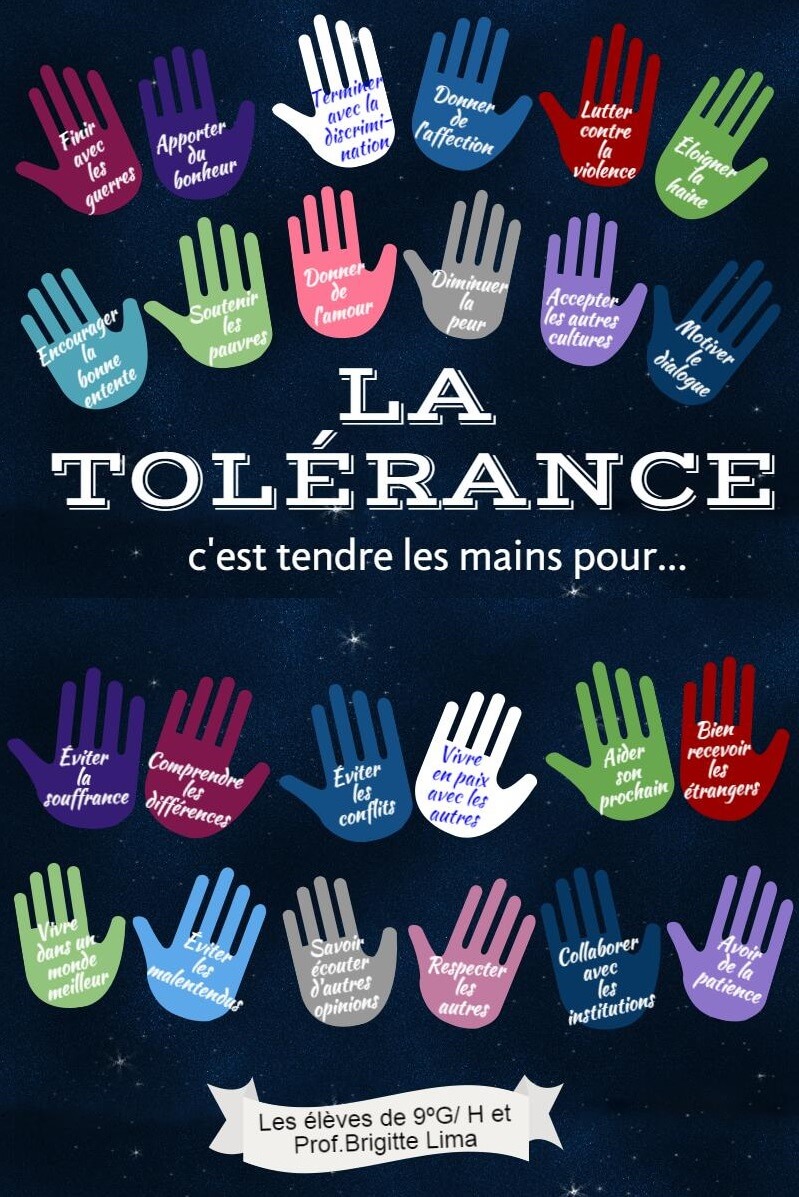 Finir
avec
les
guerres
Apporter
du
bonheur
Terminer
avec la
discrimi-
nation
Donner
de
l'affection
Lutter
contre
la
violence
Éloigner
la
haine
Encourager
la
bonne
entente
Soutenir
les
pauvres
Donner
de
l'amour
Diminuer
la
peur
Accepter
les autres
cultures
Motiver
le
dialogue
LA
TOLÉRANCE
c'est tendre les mains pour...
Éviter
la
souffrance
Comprendre
les
différences
Éviter
les
conflits
Vivre
en paix
avec les
autres
Aider
son
prochain
Bien
recevoir
les
étrangers
Vivre
dans un
monde
meilleur
Éviter
les
malentendus
Savoir
écouter
d'autres
opinions
Respecter
les
autres
Collaborer
avec
les
institutions
Avoir
de la
patience
Les élèves de 9ºG/ H et
Prof.Brigitte Lima